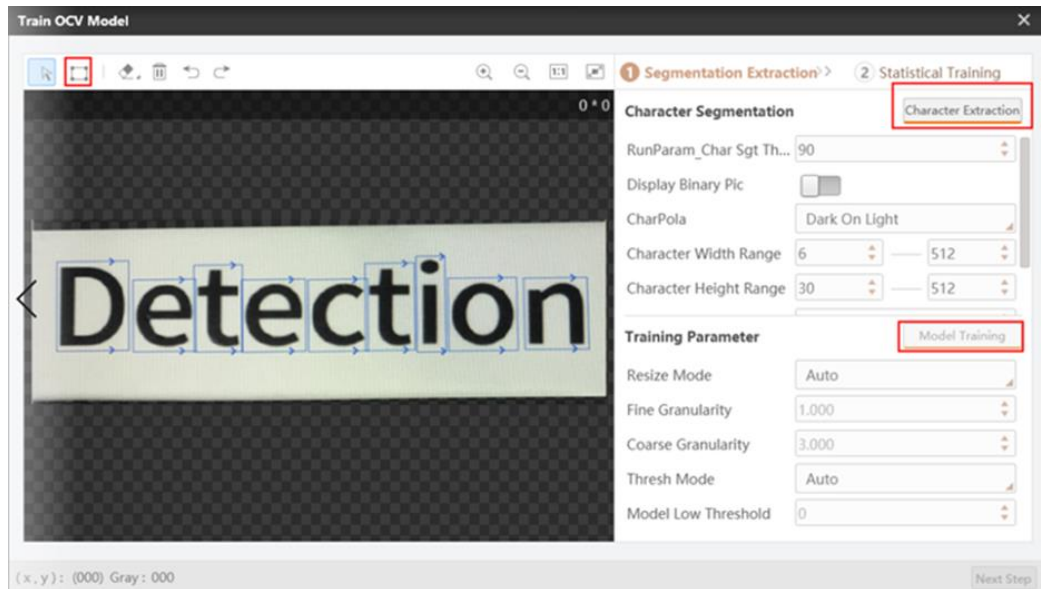 Train OCV Model
0 * 0
1 Segmentation Extraction>> 2 Statistical Training
Character Segmentation Character Extraction
RunParam_Char Sgt Th... 90
Display Binary Pic
CharPola Dark On Light
Character Width Range 6 — 512
Character Height Range 30 — 512
Detection
Training Parameter Model Training
Resize Mode Auto
Fine Granularity 1.000
Coarse Granularity 3.000
Thresh Mode Auto
Model Low Threshold 0
(x,y): (000) Gray: 000
Next Step